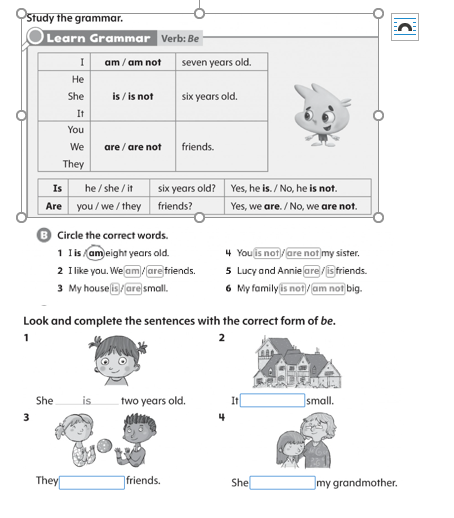 Study the grammar.
Learn Grammar Verb: Be
I am / am not seven years old.
He
She is / is not six years old.
It
You
We are / are not friends.
They
Is he / she / it six years old? Yes, he is. / No, he is not.
Are you / we / they friends? Yes, we are. / No, we are not.
B Circle the correct words.
1 I is / am eight years old.
2 I like you. We am / are friends.
3 My house is / are small.
4 You is not / are not my sister.
5 Lucy and Annie are / is friends.
6 My family is not / am not big.
Look and complete the sentences with the correct form of be.
1
She is two years old.
2
It small.
3
They friends.
4
She my grandmother.